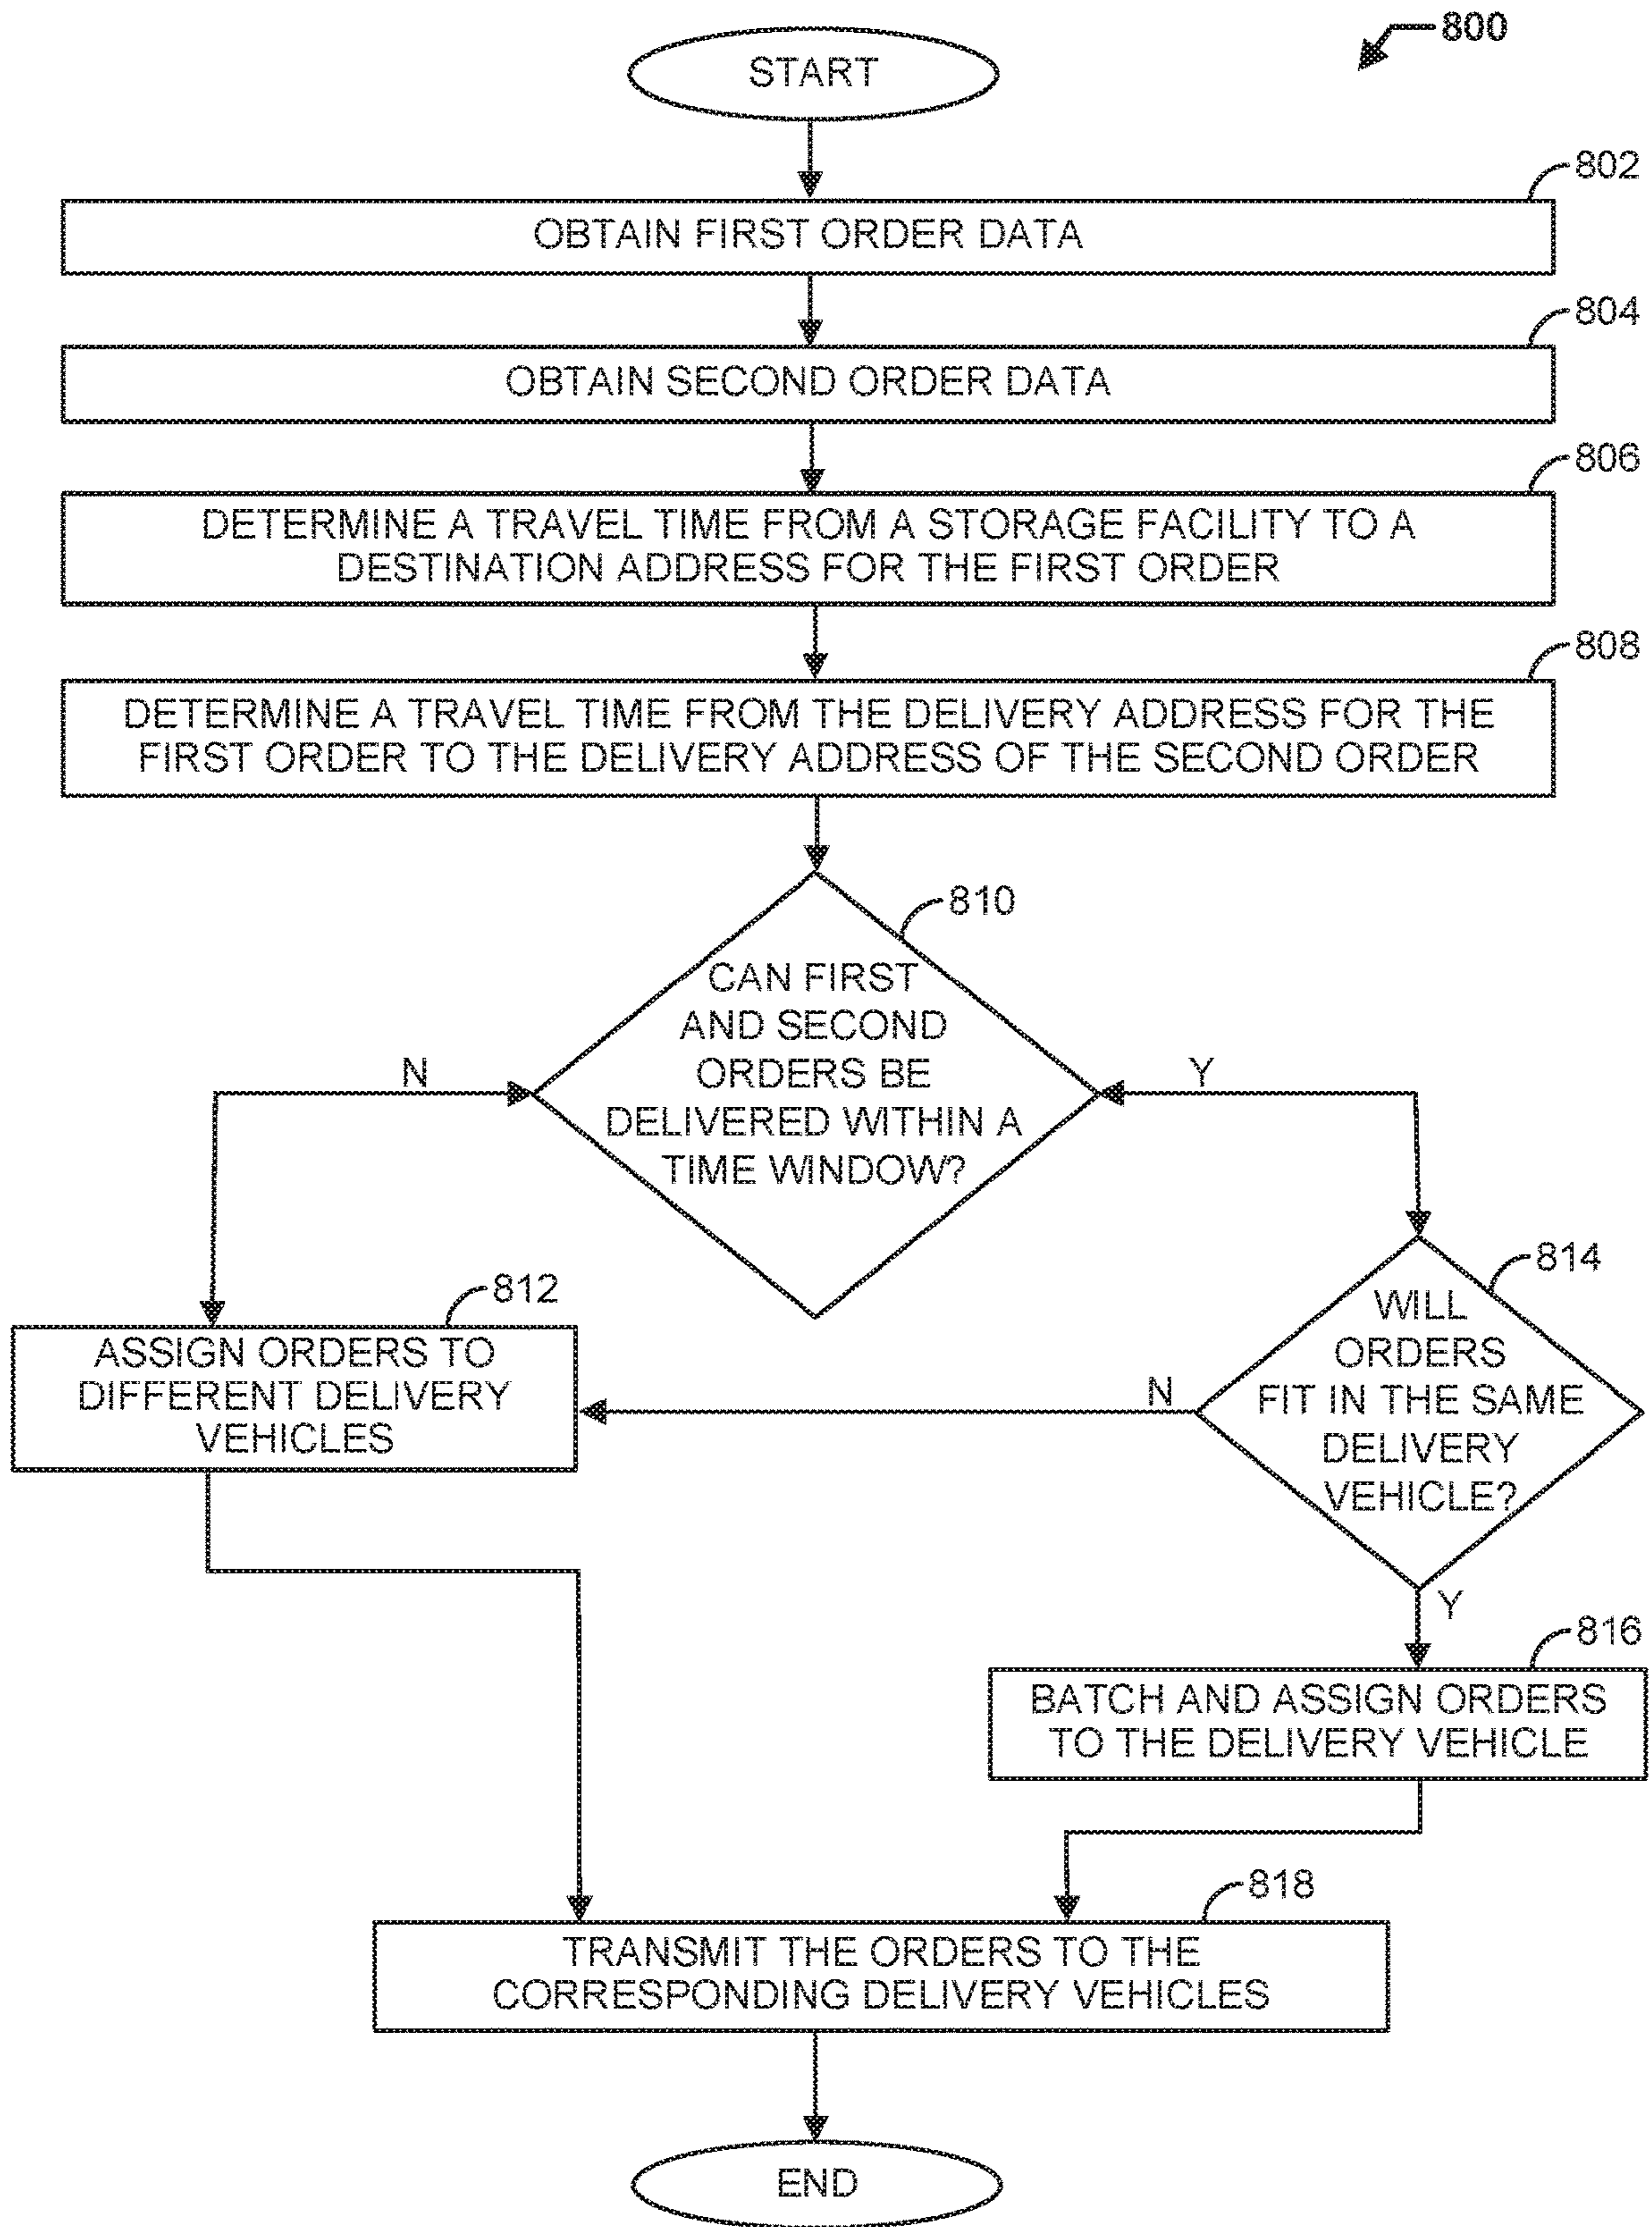 800
START
802
OBTAIN FIRST ORDER DATA
804
OBTAIN SECOND ORDER DATA
806
DETERMINE A TRAVEL TIME FROM A STORAGE FACILITY TO A
DESTINATION ADDRESS FOR THE FIRST ORDER
808
DETERMINE A TRAVEL TIME FROM THE DELIVERY ADDRESS FOR THE
FIRST ORDER TO THE DELIVERY ADDRESS OF THE SECOND ORDER
810
CAN FIRST
AND SECOND
ORDERS BE
DELIVERED WITHIN A
TIME WINDOW?
N
Y
812
ASSIGN ORDERS TO
DIFFERENT DELIVERY
VEHICLES
814
WILL
ORDERS
FIT IN THE SAME
DELIVERY
VEHICLE?
N
Y
816
BATCH AND ASSIGN ORDERS
TO THE DELIVERY VEHICLE
818
TRANSMIT THE ORDERS TO THE
CORRESPONDING DELIVERY VEHICLES
END